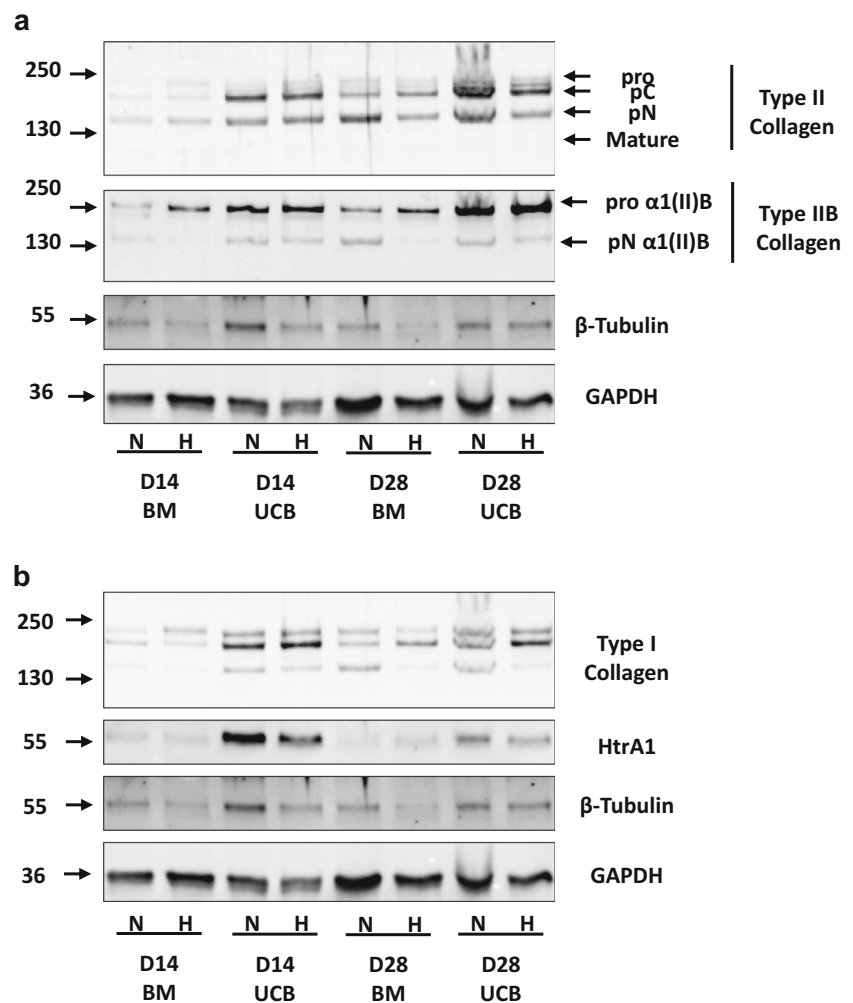 a
250
130
pro
pC
pN
Mature
Type II
Collagen
250
130
pro α1(II)B
pN α1(II)B
Type IIB
Collagen
55
β-Tubulin
36
GAPDH
N H N H N H N H
D14 D14 D28 D28
BM UCB BM UCB
b
250
130
Type I
Collagen
55
HtrA1
55
β-Tubulin
36
GAPDH
N H N H N H N H
D14 D14 D28 D28
BM UCB BM UCB